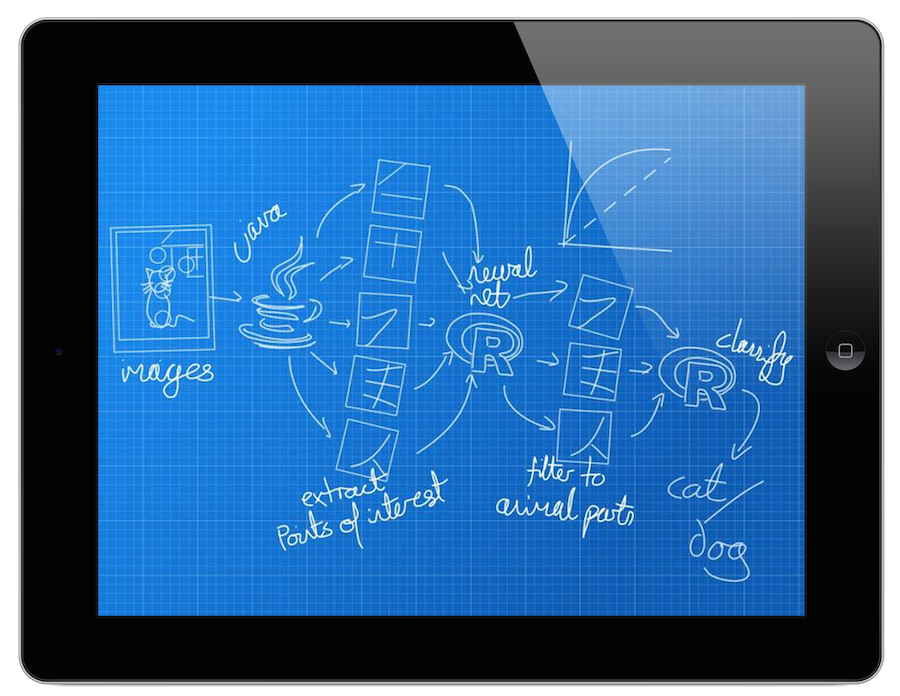 java
images
extract
Points of interest
neural
net
R
filter to
animal parts
classify
R
cat/
dog